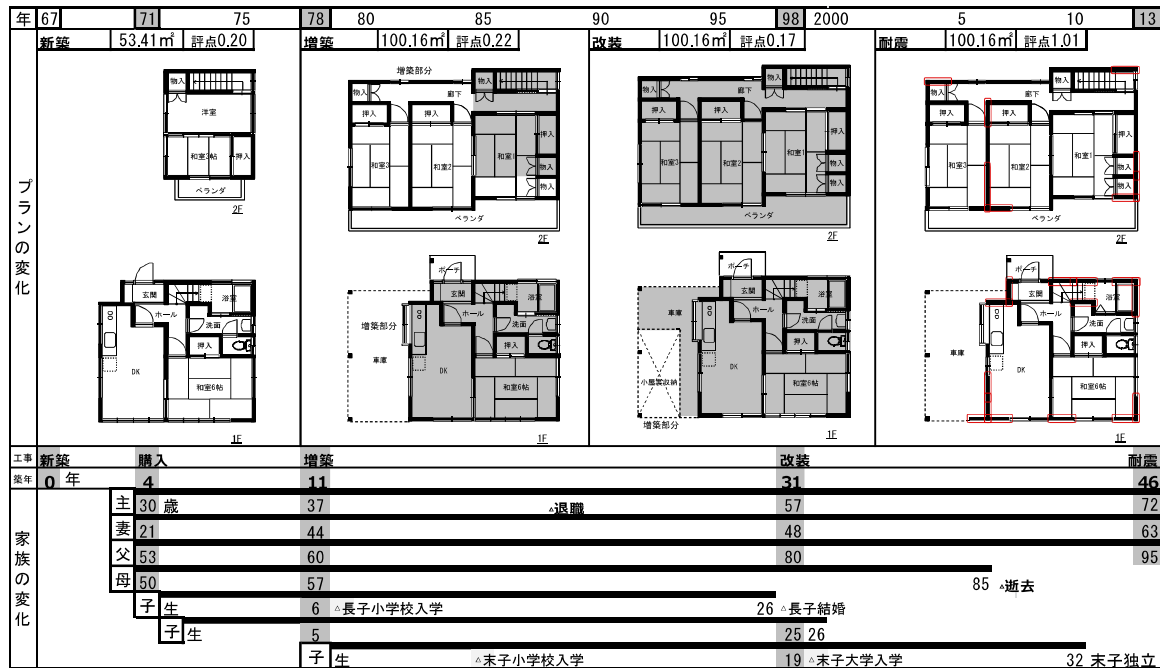 年 67 71 75 78 80 85 90 95 98 2000 5 10 13
新築 53.41㎡ 評点0.20 増築 100.16㎡ 評点0.22 改装 100.16㎡ 評点0.17 耐震 100.16㎡ 評点1.01
プランの変化
物入
洋室
和室3帖 押入
ベランダ
2F
玄関 浴室
ホール
洗面
押入
DK
和室6帖
1F
増築部分
物入 物入
廊下
押入 押入
押入
和室3 和室2 和室1
物入
物入
ベランダ
2F
ポーチ
玄関 浴室
ホール
増築部分 洗面
車庫 押入
DK
和室6帖
1F
物入 物入
廊下
押入 押入
押入
和室3 和室2 和室1
物入
物入
ベランダ
2F
ポーチ
玄関 浴室
車庫 ホール
洗面
押入
DK
小屋裏収納 和室6帖
増築部分
1F
物入 物入
廊下
押入 押入
押入
和室3 和室2 和室1
物入
物入
ベランダ
2F
ポーチ
玄関 浴室
ホール
洗面
車庫 押入
DK
和室6帖
1F
工事 新築 購入 増築 改装 耐震
築年 0 年 4 11 31 46
家族の変化
主 30 歳 37 △退職 57 72
妻 21 44 48 63
父 53 60 80 95
母 50 57 85 △逝去
子 生 6 △長子小学校入学 26 △長子結婚
子 生 5 25 26
子 生 △末子小学校入学 19 △末子大学入学 32 末子独立